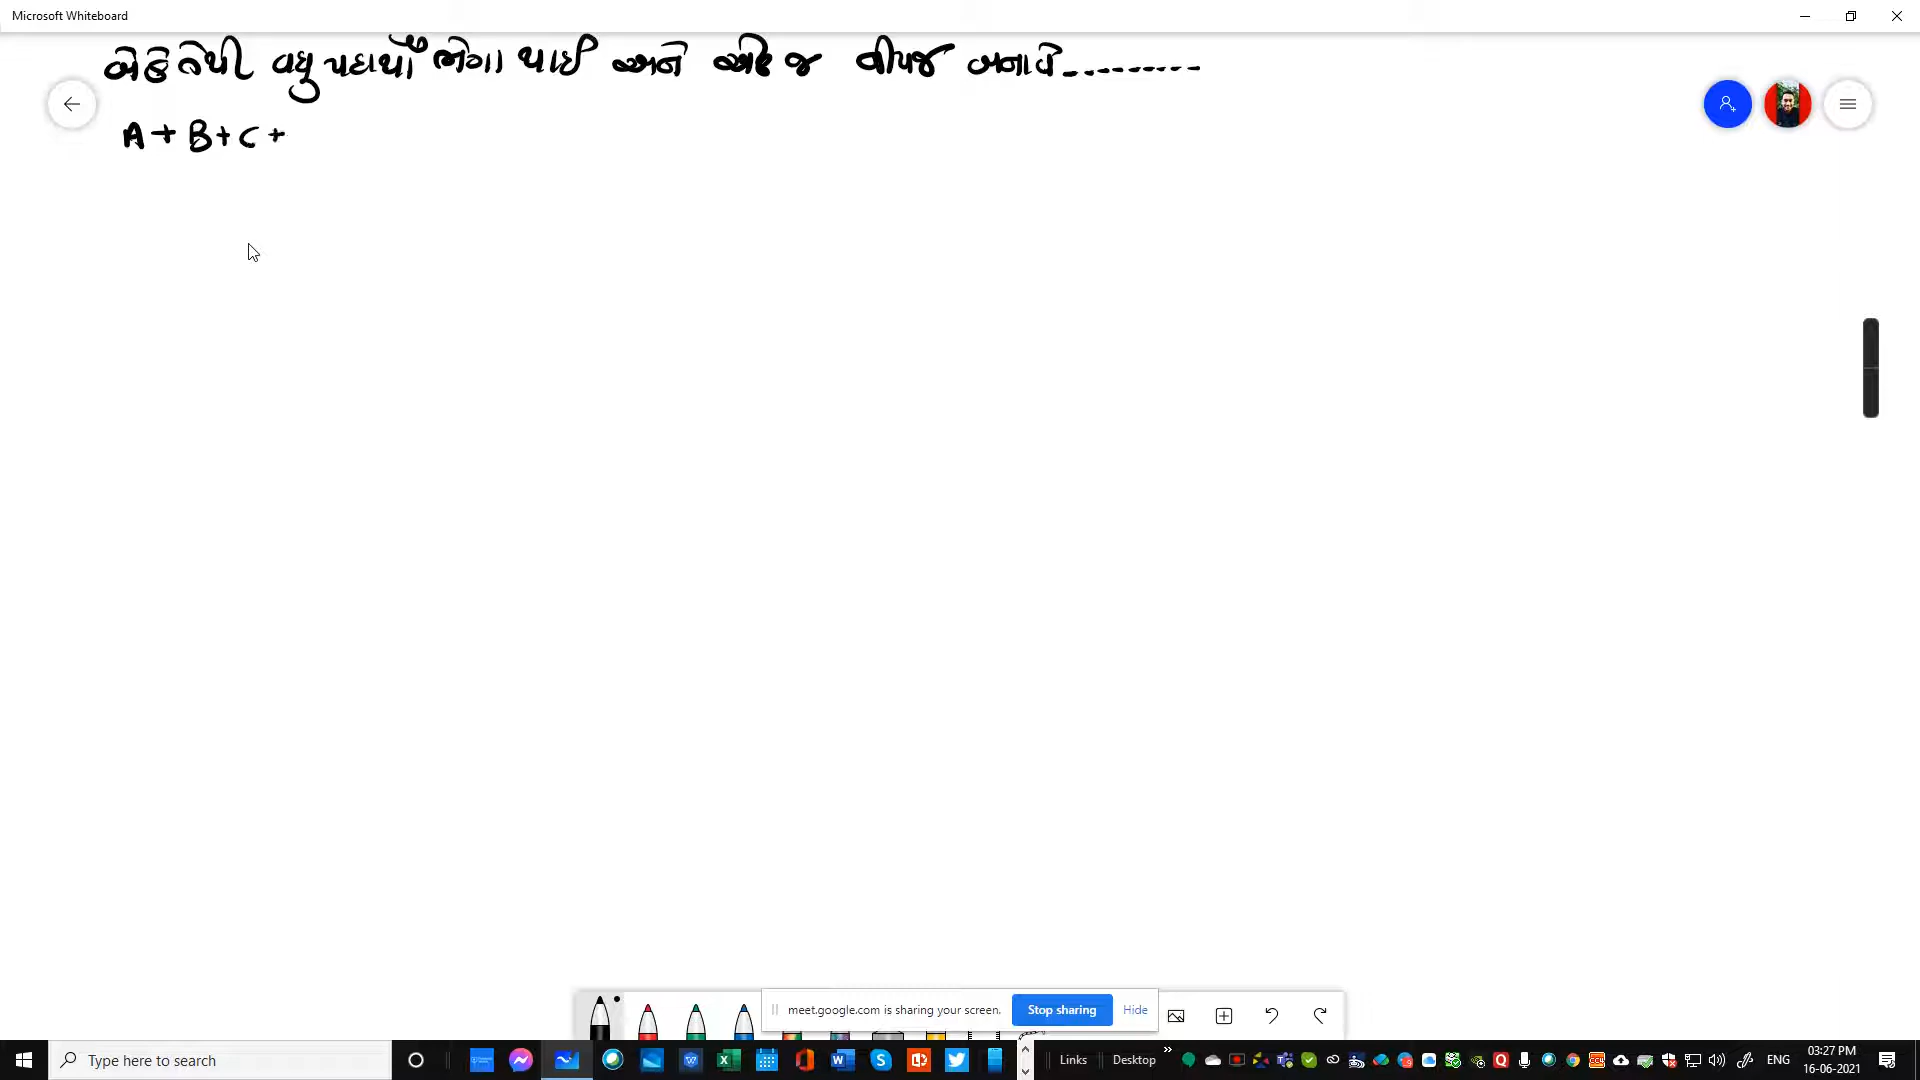 Microsoft Whiteboard
બે કે તેથી વધુ પદાર્થો ભેગા થાઈ અને એક જ નીપજ બનાવે----------
A + B + C +
meet.google.com is sharing your screen. Stop sharing Hide
Type here to search Links Desktop » ENG 03:27 PM
16-06-2021